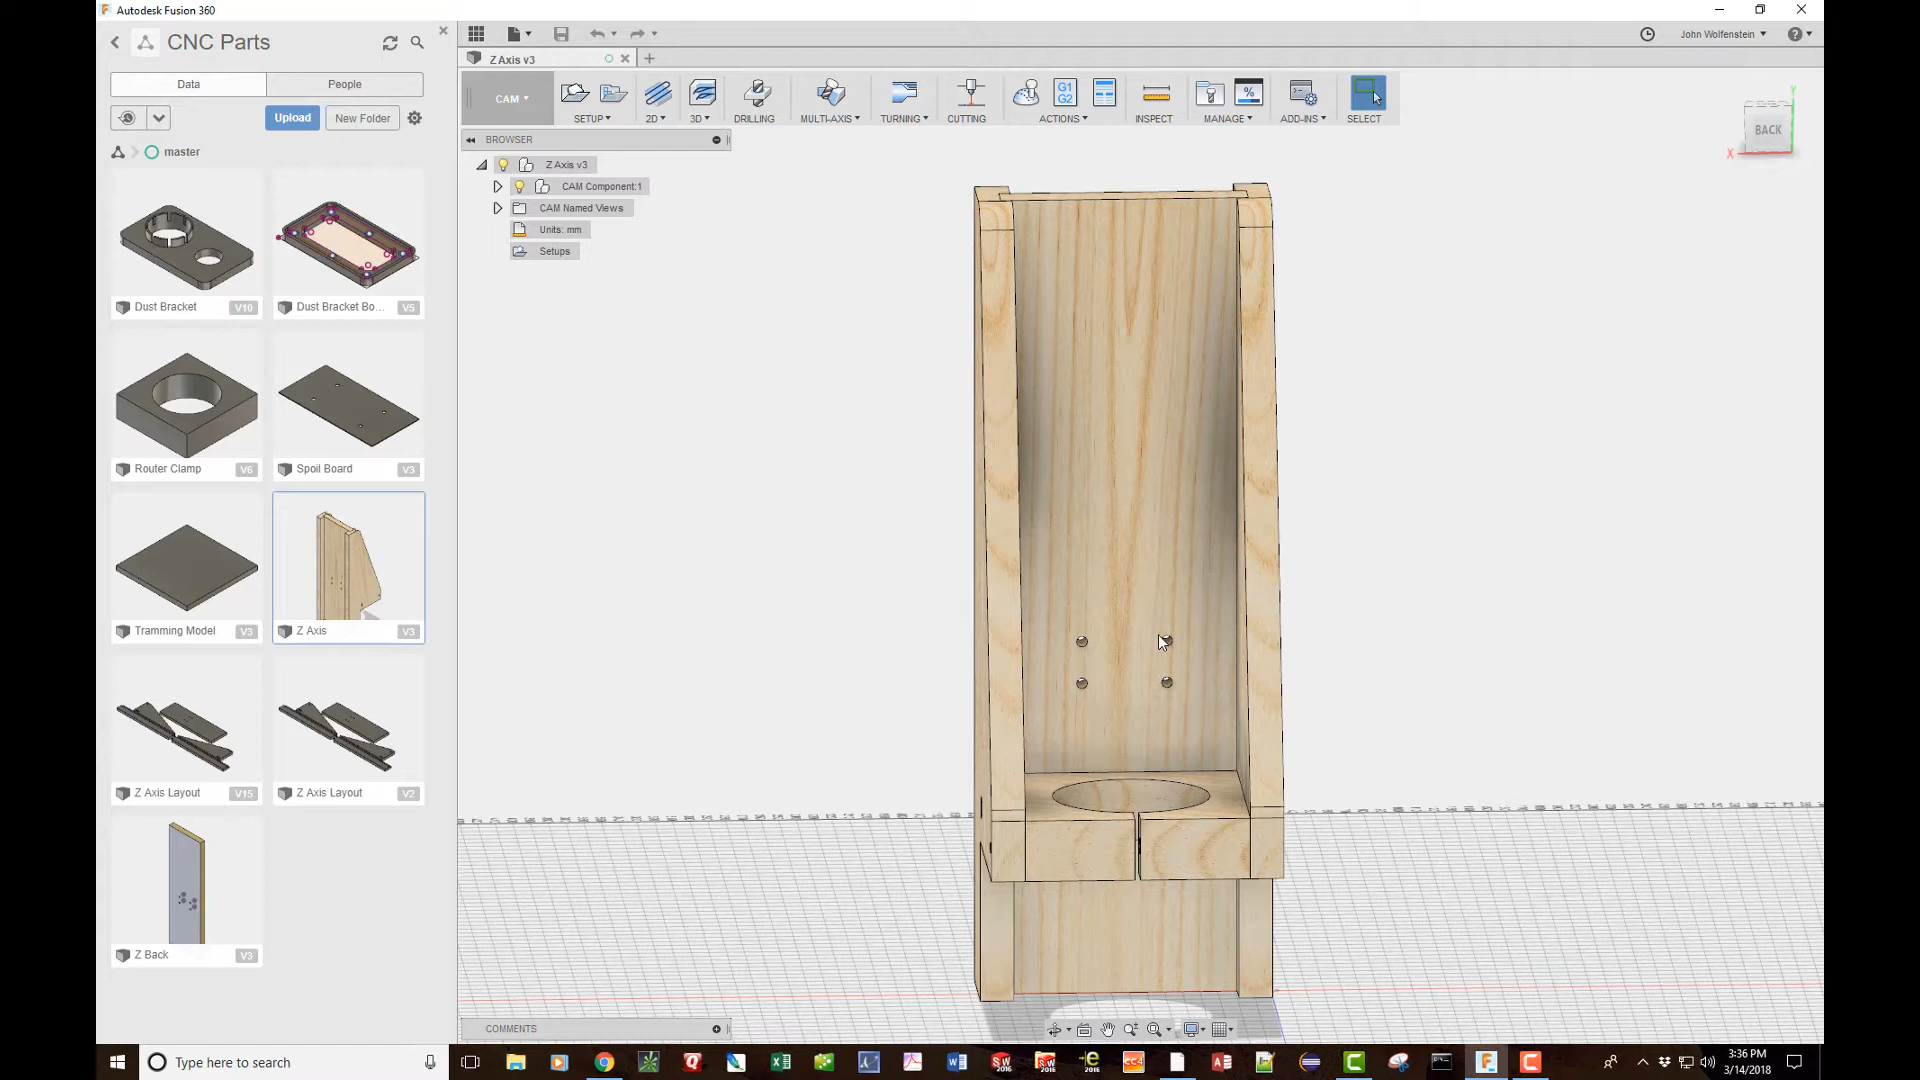 Autodesk Fusion 360
CNC Parts
Data
People
Upload
New Folder
master
Dust Bracket
V10
Dust Bracket Bo...
V5
Router Clamp
V6
Spoil Board
V3
Tramming Model
V3
Z Axis
V3
Z Axis Layout
V15
Z Axis Layout
V2
Z Back
V3
John Wolfenstein
Z Axis v3
CAM
SETUP
2D
3D
DRILLING
MULTI-AXIS
TURNING
CUTTING
G1
G2
ACTIONS
INSPECT
MANAGE
ADD-INS
SELECT
BROWSER
Z Axis v3
CAM Component:1
CAM Named Views
Units: mm
Setups
Y
BACK
X
COMMENTS
Type here to search
3:36 PM
3/14/2018